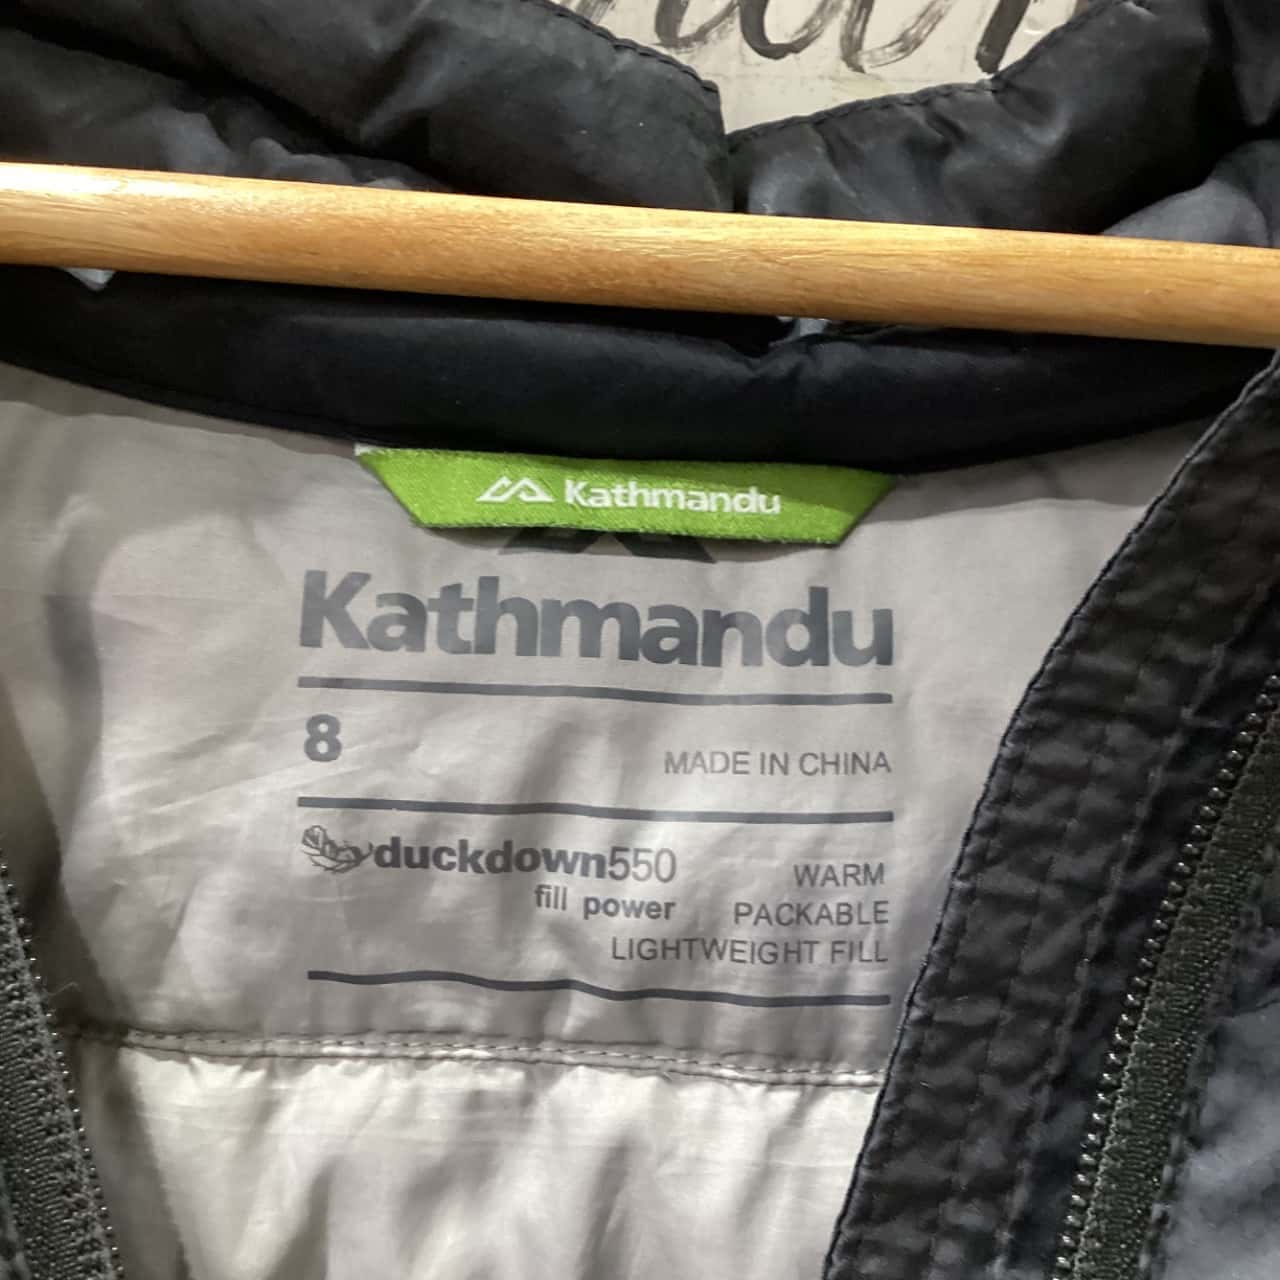 Kathmandu
Kathmandu
8
MADE IN CHINA
duckdown550
fill power
WARM
PACKABLE
LIGHTWEIGHT FILL